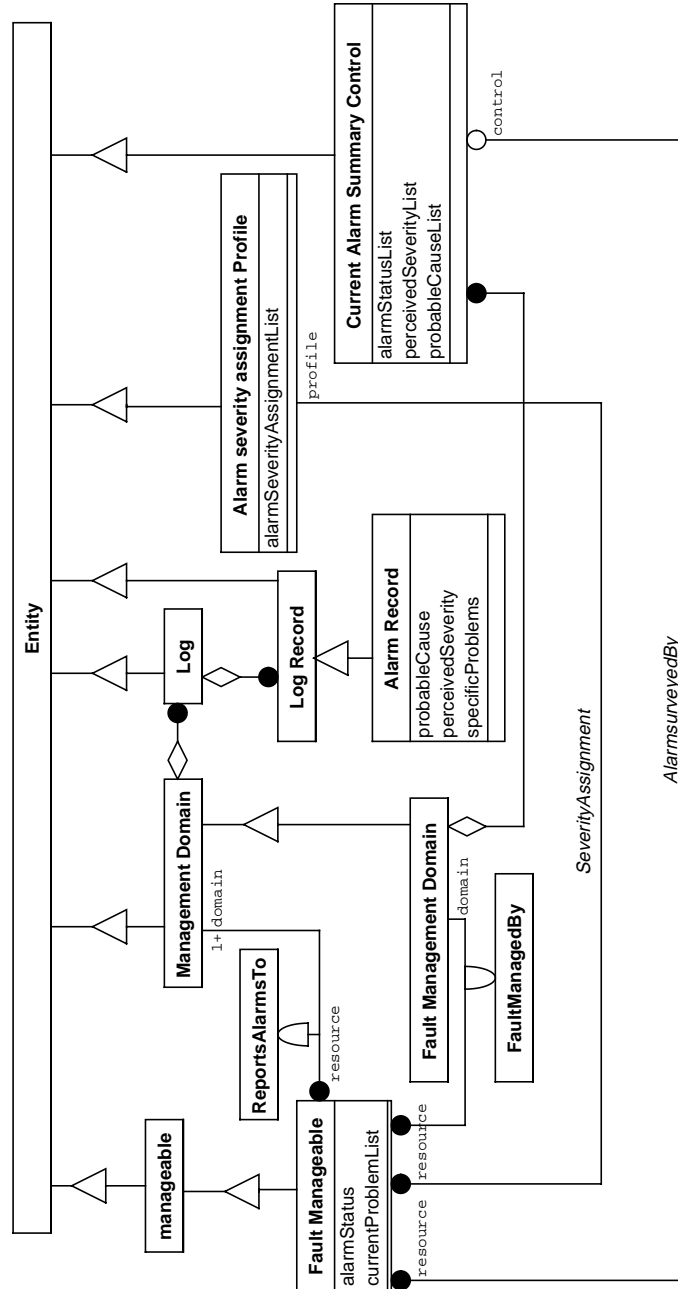 Entity
manageable
Management Domain
Log
Log Record
Alarm severity assignment Profile
alarmSeverityAssignmentList
Current Alarm Summary Control
alarmStatusList
perceivedSeverityList
probableCauseList
control
profile
1+ domain
ReportsAlarmsTo
resource
Fault Manageable
alarmStatus
currentProblemList
resource
resource
Fault Management Domain
domain
FaultManagedBy
Alarm Record
probableCause
perceivedSeverity
specificProblems
SeverityAssignment
AlarmsurveyedBy